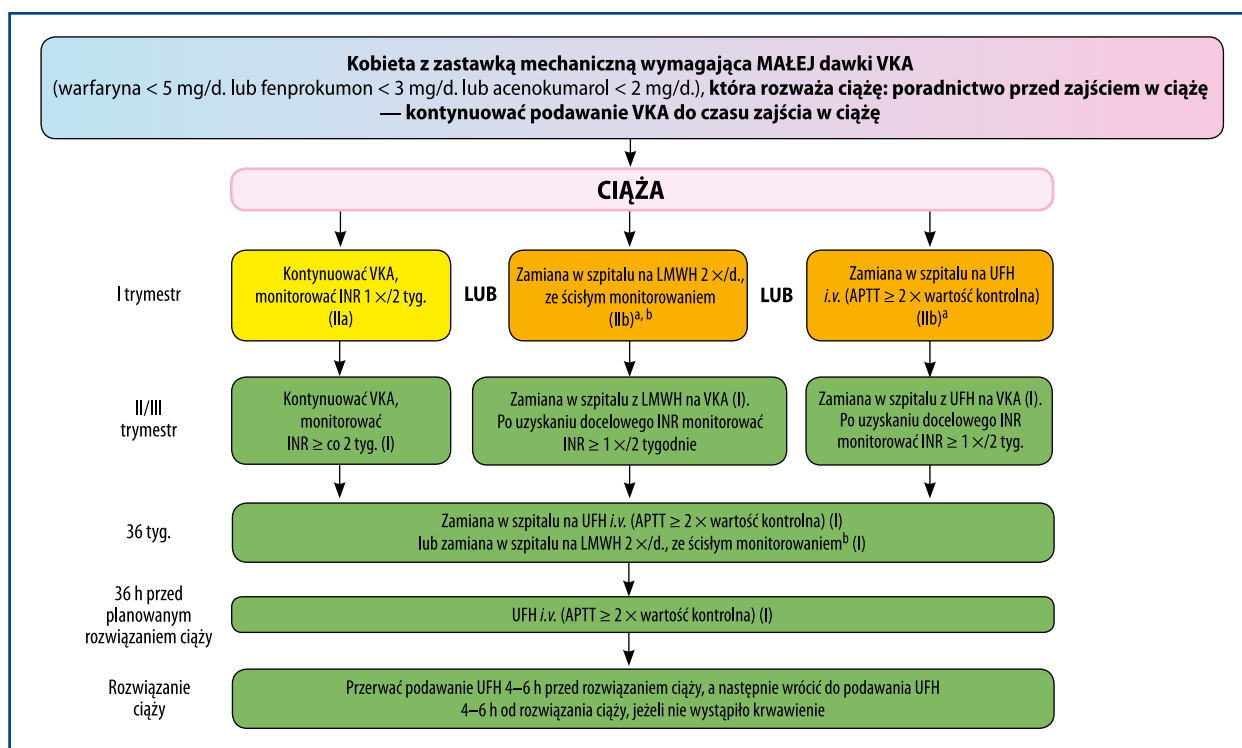 Kobieta z zastawką mechaniczną wymagająca MAŁEJ dawki VKA
(warfaryna < 5 mg/d. lub fenprokumon < 3 mg/d. lub acenokumarol < 2 mg/d.), która rozważa ciążę: poradnictwo przed zajściem w ciążę
— kontynuować podawanie VKA do czasu zajścia w ciążę
CIĄŻA
I trymestr
Kontynuować VKA,
monitorować INR 1 ×/2 tyg.
(IIa)
LUB
Zamiana w szpitalu na LMWH 2 ×/d.,
ze ścisłym monitorowaniem
(IIb)a, b
LUB
Zamiana w szpitalu na UFH
i.v. (APTT ≥ 2 × wartość kontrolna)
(IIb)a
II/III
trymestr
Kontynuować VKA,
monitorować
INR ≥ co 2 tyg. (I)
Zamiana w szpitalu z LMWH na VKA (I).
Po uzyskaniu docelowego INR monitorować
INR ≥ 1 ×/2 tygodnie
Zamiana w szpitalu z UFH na VKA (I).
Po uzyskaniu docelowego INR
monitorować INR ≥ 1 ×/2 tyg.
36 tyg.
Zamiana w szpitalu na UFH i.v. (APTT ≥ 2 × wartość kontrolna) (I)
lub zamiana w szpitalu na LMWH 2 ×/d., ze ścisłym monitorowaniemb (I)
36 h przed
planowanym
rozwiązaniem ciąży
UFH i.v. (APTT ≥ 2 × wartość kontrolna) (I)
Rozwiązanie
ciąży
Przerwać podawanie UFH 4–6 h przed rozwiązaniem ciąży, a następnie wrócić do podawania UFH
4–6 h od rozwiązania ciąży, jeżeli nie wystąpiło krwawienie